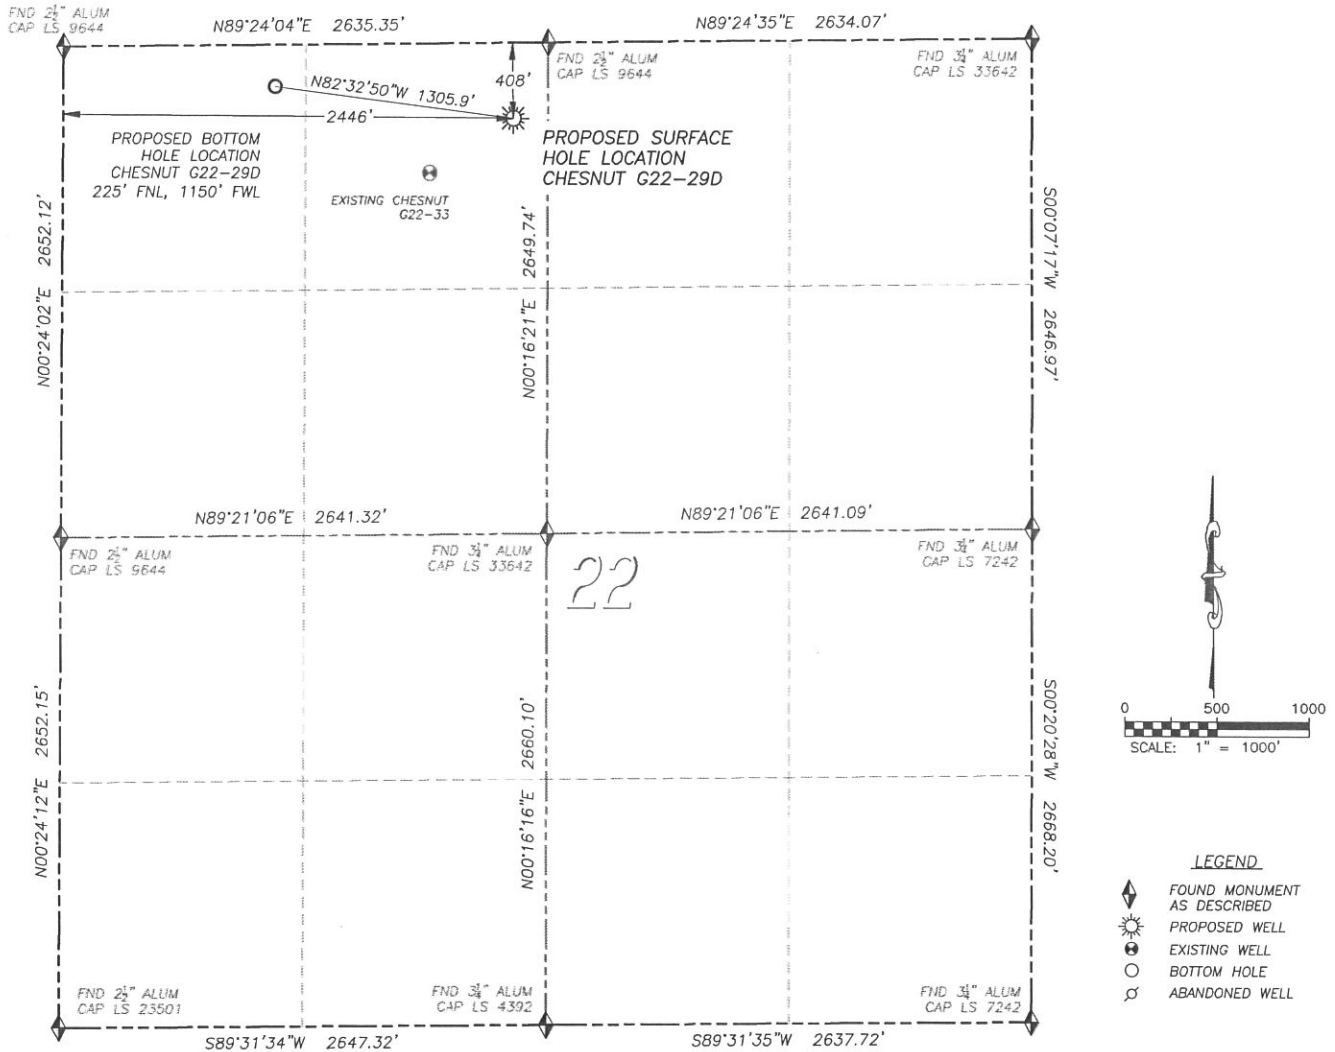 FND 2½" ALUM
CAP LS 9644
N89°24'04"E 2635.35'
N89°24'35"E 2634.07'
FND 2½" ALUM
CAP LS 9644
FND 3¼" ALUM
CAP LS 33642
408'
N82°32'50"W 1305.9'
2446'
PROPOSED BOTTOM
HOLE LOCATION
CHESNUT G22-29D
225' FNL, 1150' FWL
PROPOSED SURFACE
HOLE LOCATION
CHESNUT G22-29D
EXISTING CHESNUT
G22-33
N00°24'02"E 2652.12'
N00°16'21"E 2649.74'
S00°07'17"W 2646.97'
N89°21'06"E 2641.32'
N89°21'06"E 2641.09'
FND 2½" ALUM
CAP LS 9644
FND 3¼" ALUM
CAP LS 33642
FND 3¼" ALUM
CAP LS 7242
22
N00°24'12"E 2652.15'
N00°16'16"E 2660.10'
S00°20'28"W 2668.20'
0 500 1000
SCALE: 1" = 1000'
LEGEND
FOUND MONUMENT
AS DESCRIBED
PROPOSED WELL
EXISTING WELL
BOTTOM HOLE
ABANDONED WELL
FND 2½" ALUM
CAP LS 23501
FND 3¼" ALUM
CAP LS 4392
FND 3¼" ALUM
CAP LS 7242
S89°31'34"W 2647.32'
S89°31'35"W 2637.72'